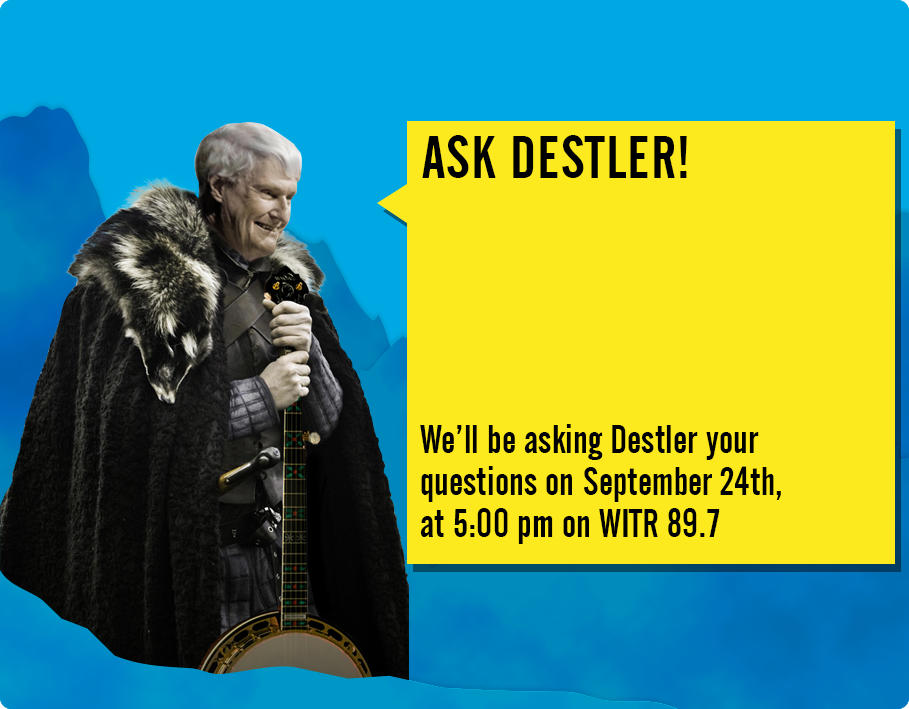 ASK DESTLER!
We'll be asking Destler your
questions on September 24th,
at 5:00 pm on WITR 89.7